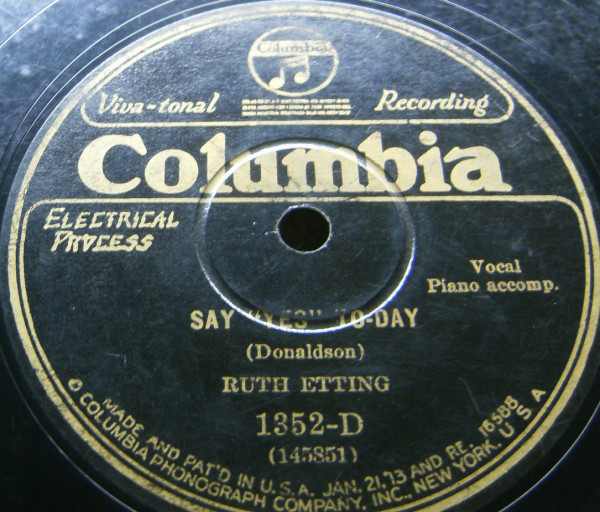 Columbia
Viva-tonal Recording
Columbia
ELECTRICAL
PROCESS
Vocal
Piano accomp.
SAY "YES" TO-DAY
(Donaldson)
RUTH ETTING
1352-D
(145851)
MADE AND PAT'D IN U.S.A. JAN. 21,'13 AND RE. 16588
© COLUMBIA PHONOGRAPH COMPANY, INC., NEW YORK, U.S.A